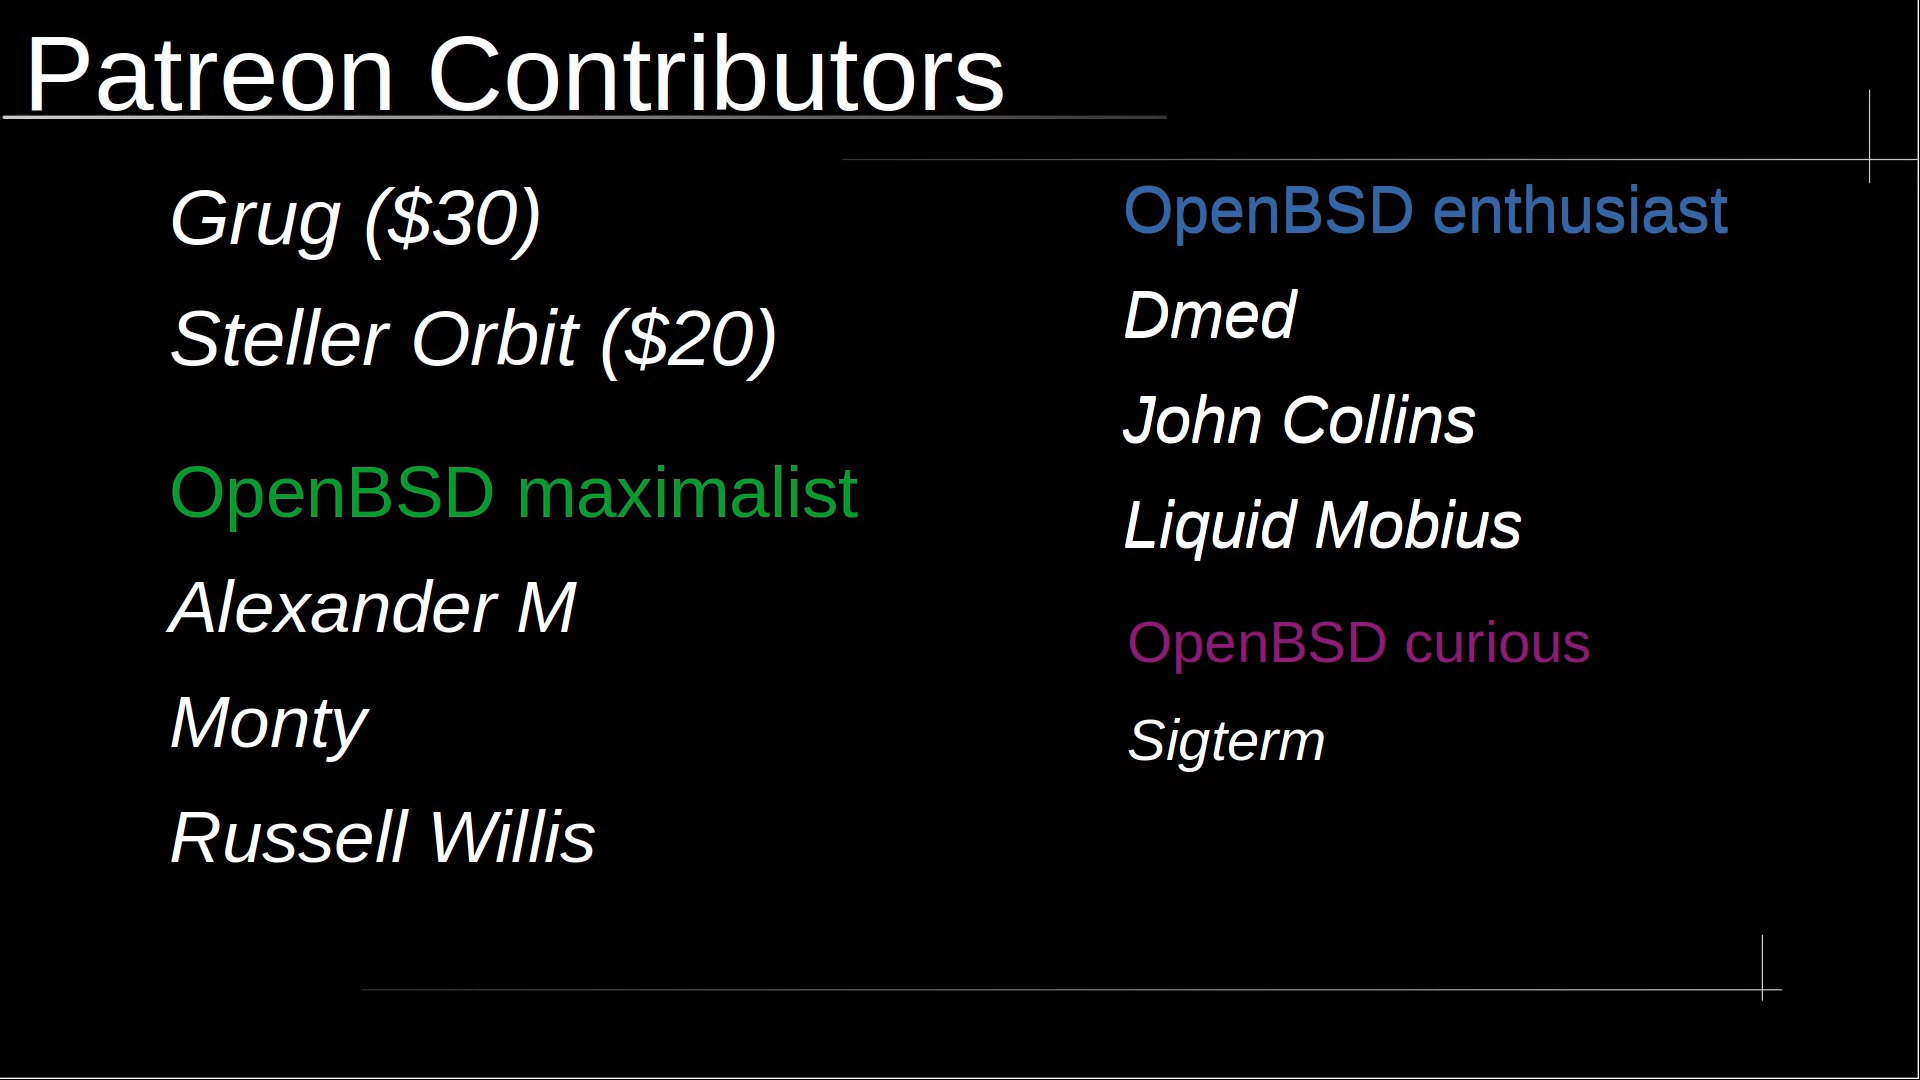 Patreon Contributors
Grug ($30)
Steller Orbit ($20)
OpenBSD maximalist
Alexander M
Monty
Russell Willis
OpenBSD enthusiast
Dmed
John Collins
Liquid Mobius
OpenBSD curious
Sigterm